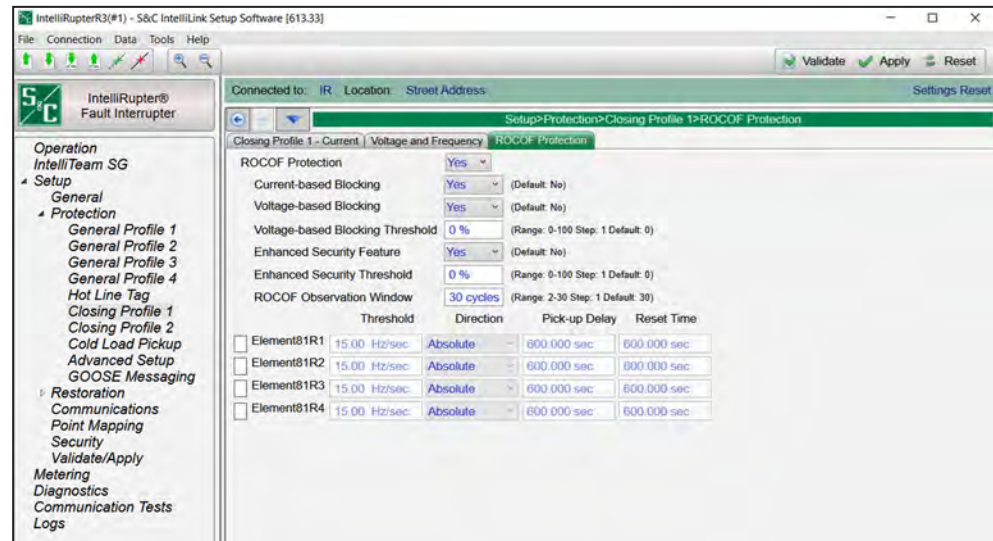 IntelliRupterR3(#1) - S&C IntelliLink Setup Software [613.33]
File Connection Data Tools Help
Validate Apply Reset
S&C
IntelliRupter®
Fault Interrupter
Connected to: IR Location: Street Address
Settings Reset
Setup>Protection>Closing Profile 1>ROCOF Protection
Closing Profile 1 - Current Voltage and Frequency ROCOF Protection
Operation
IntelliTeam SG
Setup
General
Protection
General Profile 1
General Profile 2
General Profile 3
General Profile 4
Hot Line Tag
Closing Profile 1
Closing Profile 2
Cold Load Pickup
Advanced Setup
GOOSE Messaging
Restoration
Communications
Point Mapping
Security
Validate/Apply
Metering
Diagnostics
Communication Tests
Logs
ROCOF Protection Yes
Current-based Blocking Yes (Default: No)
Voltage-based Blocking Yes (Default: No)
Voltage-based Blocking Threshold 0 % (Range: 0-100 Step: 1 Default: 0)
Enhanced Security Feature Yes (Default: No)
Enhanced Security Threshold 0 % (Range: 0-100 Step: 1 Default: 0)
ROCOF Observation Window 30 cycles (Range: 2-30 Step: 1 Default: 30)
Threshold Direction Pick-up Delay Reset Time
Element81R1 15.00 Hz/sec Absolute 600.000 sec 600.000 sec
Element81R2 15.00 Hz/sec Absolute 600.000 sec 600.000 sec
Element81R3 15.00 Hz/sec Absolute 600.000 sec 600.000 sec
Element81R4 15.00 Hz/sec Absolute 600.000 sec 600.000 sec